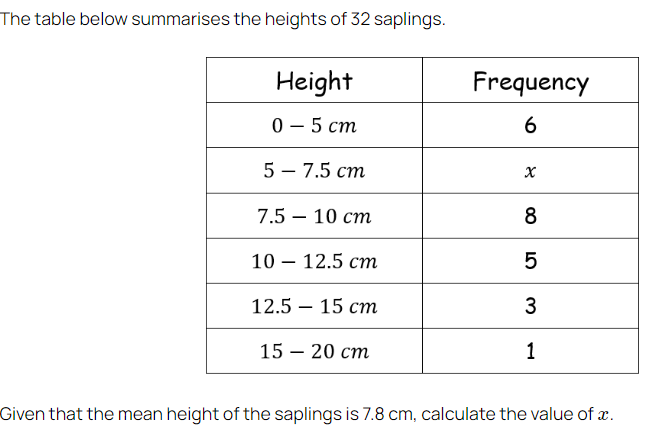 The table below summarises the heights of 32 saplings.
Height Frequency
0 – 5 cm 6
5 – 7.5 cm x
7.5 – 10 cm 8
10 – 12.5 cm 5
12.5 – 15 cm 3
15 – 20 cm 1
Given that the mean height of the saplings is 7.8 cm, calculate the value of x.